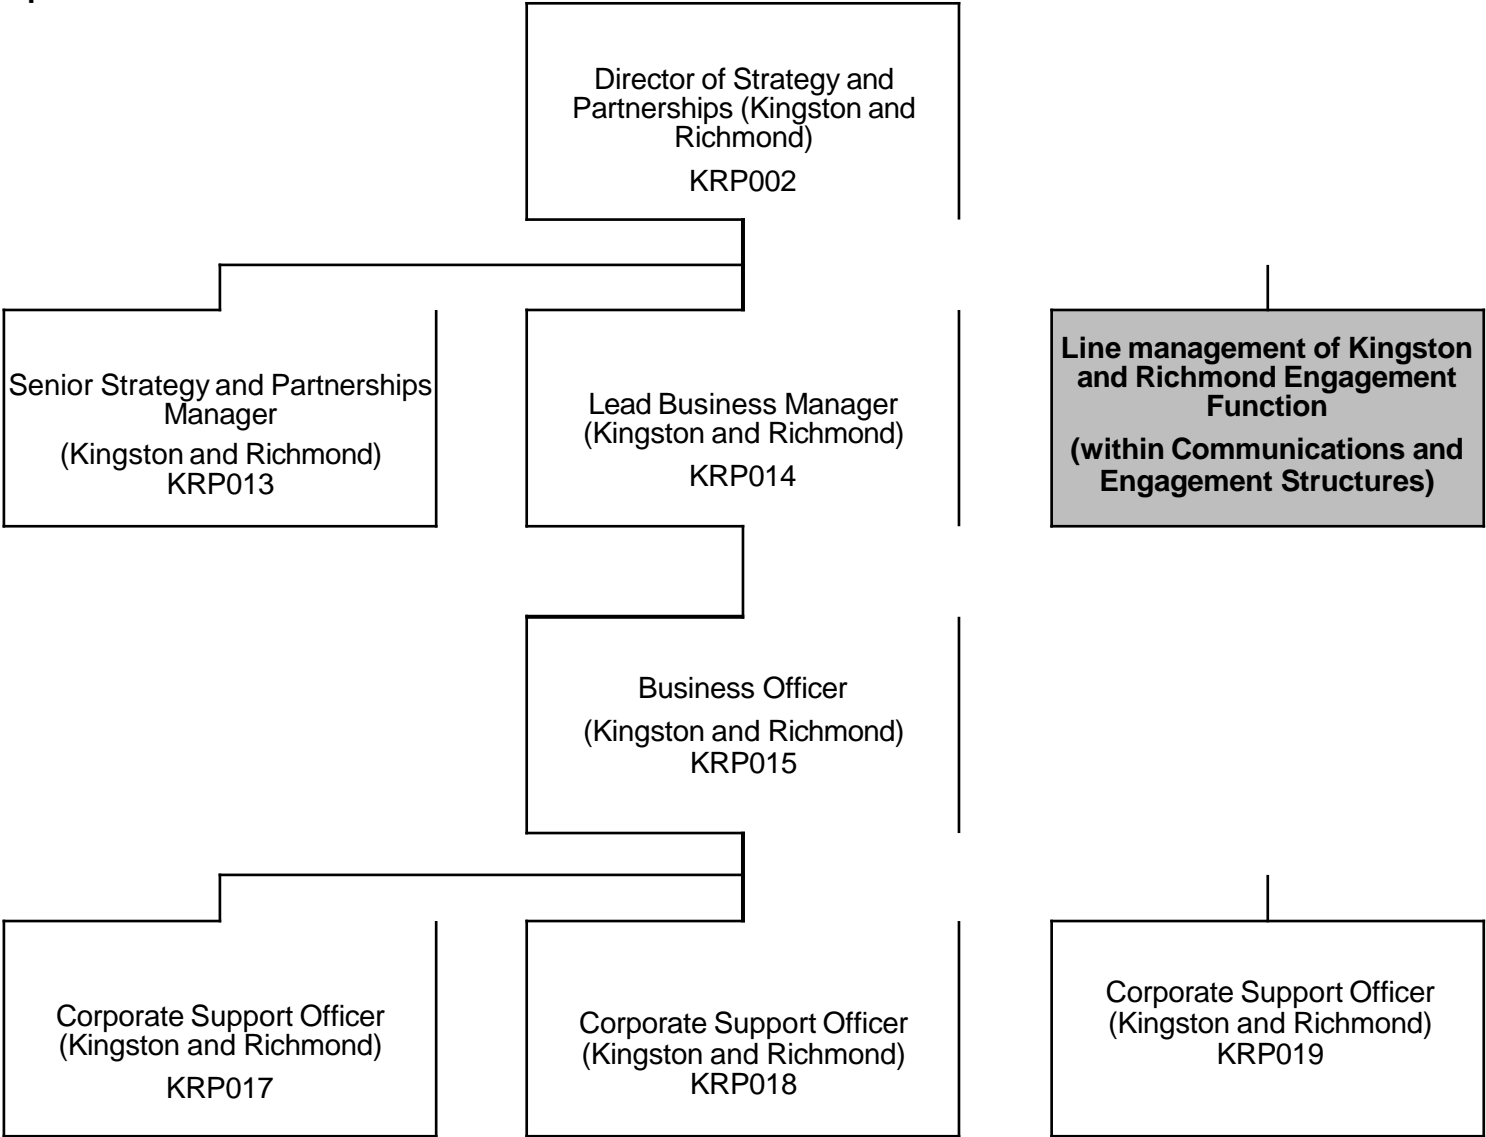 Director of Strategy and
Partnerships (Kingston and
Richmond)
KRP002
Senior Strategy and Partnerships
Manager
(Kingston and Richmond)
KRP013
Lead Business Manager
(Kingston and Richmond)
KRP014
Line management of Kingston
and Richmond Engagement
Function
(within Communications and
Engagement Structures)
Business Officer
(Kingston and Richmond)
KRP015
Corporate Support Officer
(Kingston and Richmond)
KRP017
Corporate Support Officer
(Kingston and Richmond)
KRP018
Corporate Support Officer
(Kingston and Richmond)
KRP019